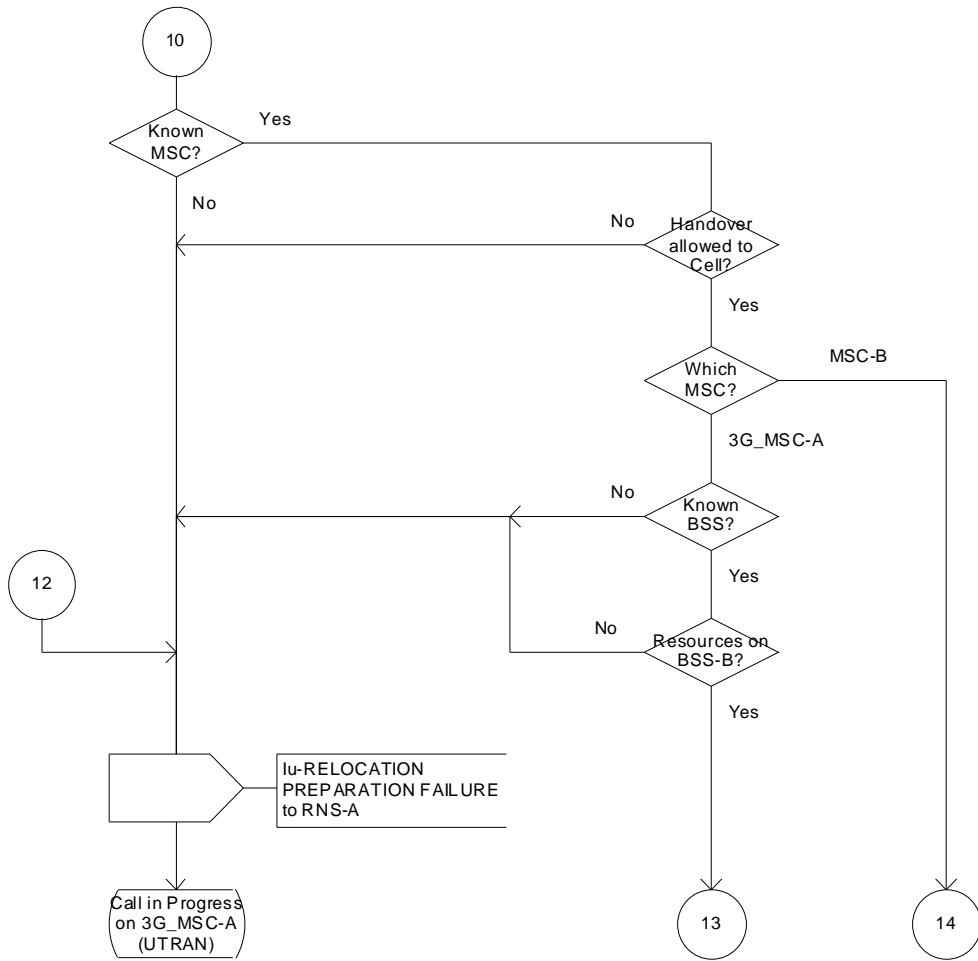 10
Known
MSC?
Yes
No
No
Handover
allowed to
Cell?
Yes
Which
MSC?
MSC-B
3G_MSC-A
No
Known
BSS?
Yes
12
No
Resources on
BSS-B?
Yes
Iu-RELOCATION
PREPARATION FAILURE
to RNS-A
Call in Progress
on 3G_MSC-A
(UTRAN)
13
14